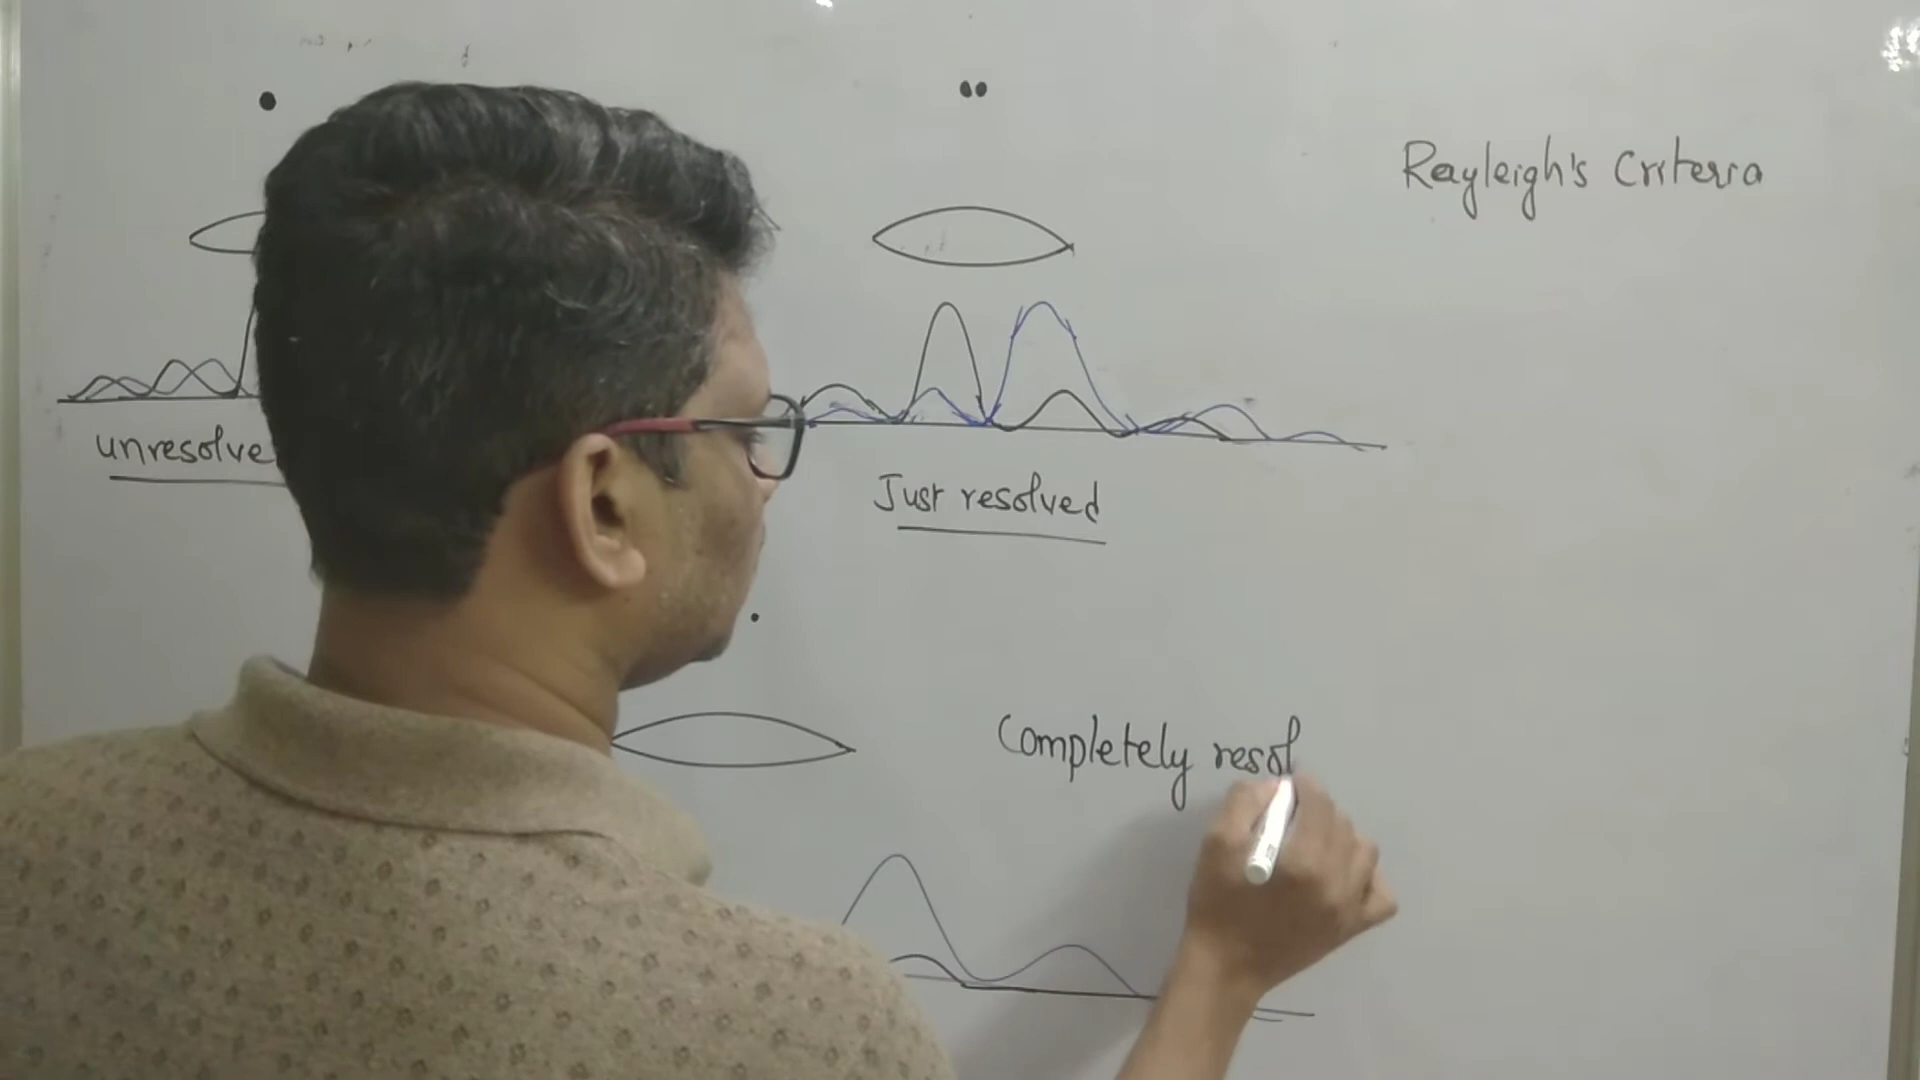 Rayleigh's Criteria
unresolve
Just resolved
Completely resol